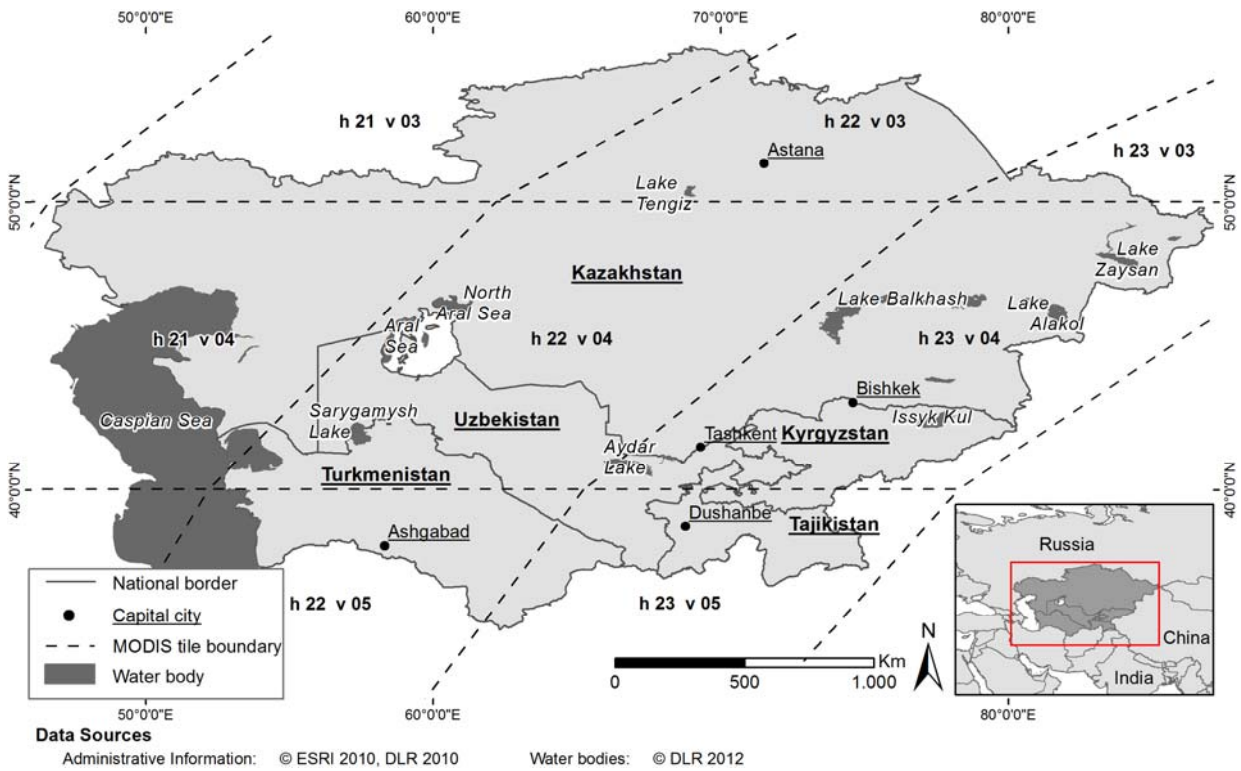 50°0'0"E 60°0'0"E 70°0'0"E 80°0'0"E
h 21 v 03
h 22 v 03
h 23 v 03
Astana
Lake
Tengiz
50°0'0"N
50°0'0"N
Lake
Zaysan
Kazakhstan
North
Aral Sea
Aral
Sea
Lake Balkhash
Lake
Alakol
h 21 v 04
h 22 v 04
h 23 v 04
Bishkek
Issyk Kul
Caspian Sea
Sarygamysh
Lake
Uzbekistan
Aydar
Lake
Tashkent
Kyrgyzstan
Turkmenistan
40°0'0"N
40°0'0"N
Dushanbe
Tajikistan
Ashgabad
h 22 v 05
h 23 v 05
National border
Capital city
MODIS tile boundary
Water body
Km
0 500 1.000
N
Russia
China
India
50°0'0"E 60°0'0"E 80°0'0"E
Data Sources
Administrative Information: © ESRI 2010, DLR 2010 Water bodies: © DLR 2012